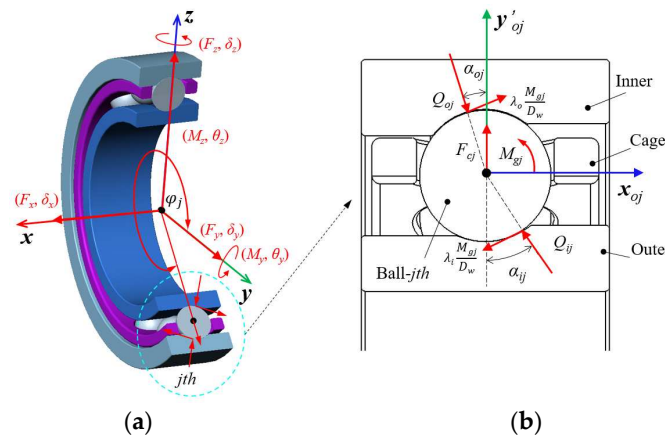 z
(F_z, δ_z)
(M_z, θ_z)
φ_j
(F_x, δ_x)
x
(F_y, δ_y)
(M_y, θ_y)
y
jth
(a)
y′_oj
α_oj
Q_oj
λ_o M_gj/D_w
Inner
F_cj
M_gj
Cage
x_oj
Q_ij
λ_i M_gj/D_w
Oute
Ball-jth
α_ij
(b)